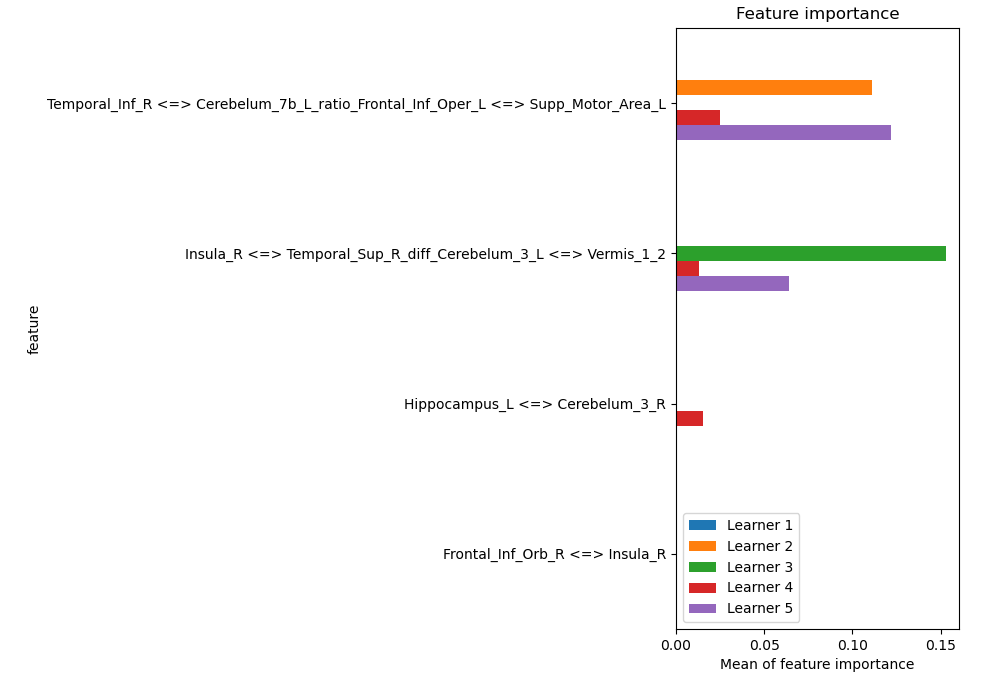 Feature importance
Temporal_Inf_R <=> Cerebelum_7b_L_ratio_Frontal_Inf_Oper_L <=> Supp_Motor_Area_L
Insula_R <=> Temporal_Sup_R_diff_Cerebelum_3_L <=> Vermis_1_2
feature
Hippocampus_L <=> Cerebelum_3_R
Frontal_Inf_Orb_R <=> Insula_R
Learner 1
Learner 2
Learner 3
Learner 4
Learner 5
0.00 0.05 0.10 0.15
Mean of feature importance